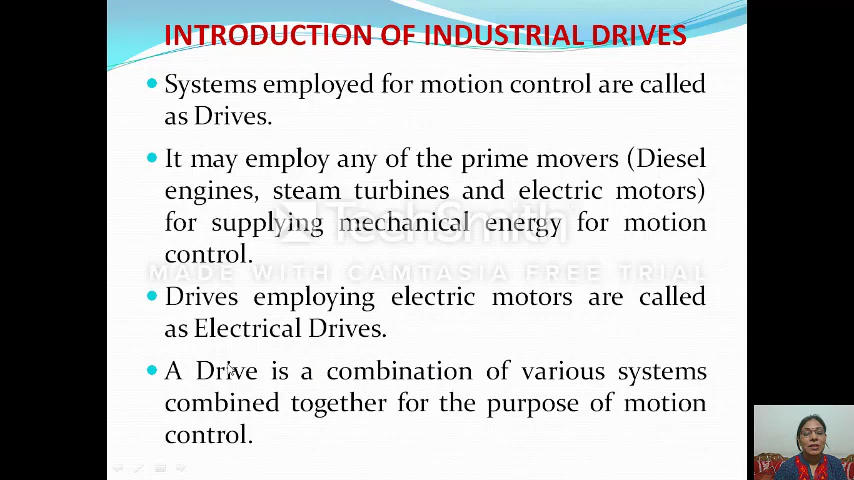 INTRODUCTION OF INDUSTRIAL DRIVES
Systems employed for motion control are called
as Drives.
It may employ any of the prime movers (Diesel
engines, steam turbines and electric motors)
for supplying mechanical energy for motion
control.
TechSmith
MADE WITH CAMTASIA FREE TRIAL
Drives employing electric motors are called
as Electrical Drives.
A Drive is a combination of various systems
combined together for the purpose of motion
control.